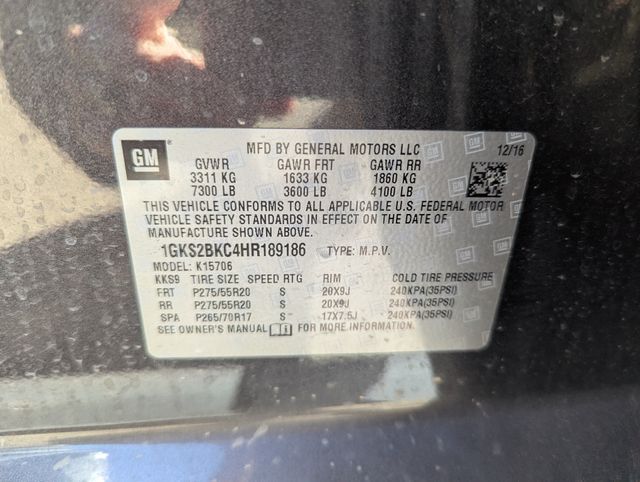 MFD BY GENERAL MOTORS LLC 12/16
GM
GVWR GAWR FRT GAWR RR
3311 KG 1633 KG 1860 KG
7300 LB 3600 LB 4100 LB
THIS VEHICLE CONFORMS TO ALL APPLICABLE U.S. FEDERAL MOTOR
VEHICLE SAFETY STANDARDS IN EFFECT ON THE DATE OF
MANUFACTURE SHOWN ABOVE.
1GKS2BKC4HR189186 TYPE: M.P.V.
MODEL: K15706
KKS9 TIRE SIZE SPEED RTG RIM COLD TIRE PRESSURE
FRT P275/55R20 S 20X9J 240KPA(35PSI)
RR P275/55R20 S 20X9J 240KPA(35PSI)
SPA P265/70R17 S 17X7.5J 240KPA(35PSI)
SEE OWNER'S MANUAL FOR MORE INFORMATION.